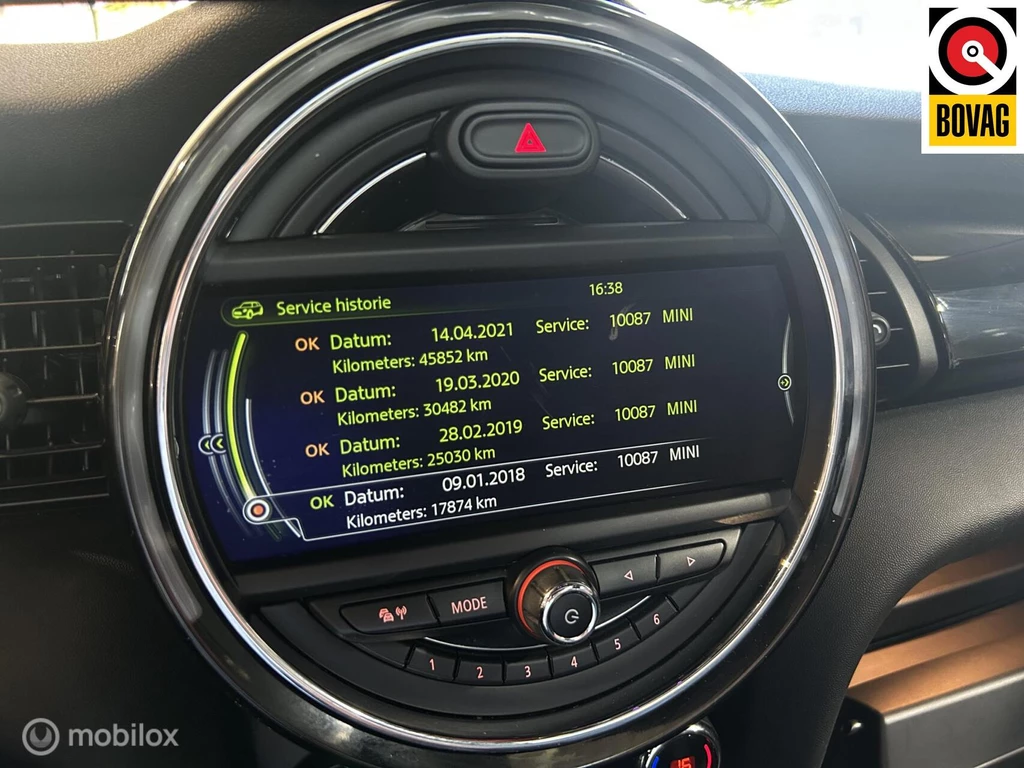 BOVAG
Service historie
16:38
OK Datum: 14.04.2021 Service: 10087 MINI
Kilometers: 45852 km
OK Datum: 19.03.2020 Service: 10087 MINI
Kilometers: 30482 km
OK Datum: 28.02.2019 Service: 10087 MINI
Kilometers: 25030 km
OK Datum: 09.01.2018 Service: 10087 MINI
Kilometers: 17874 km
MODE
1 2 3 4 5 6
mobilox
16